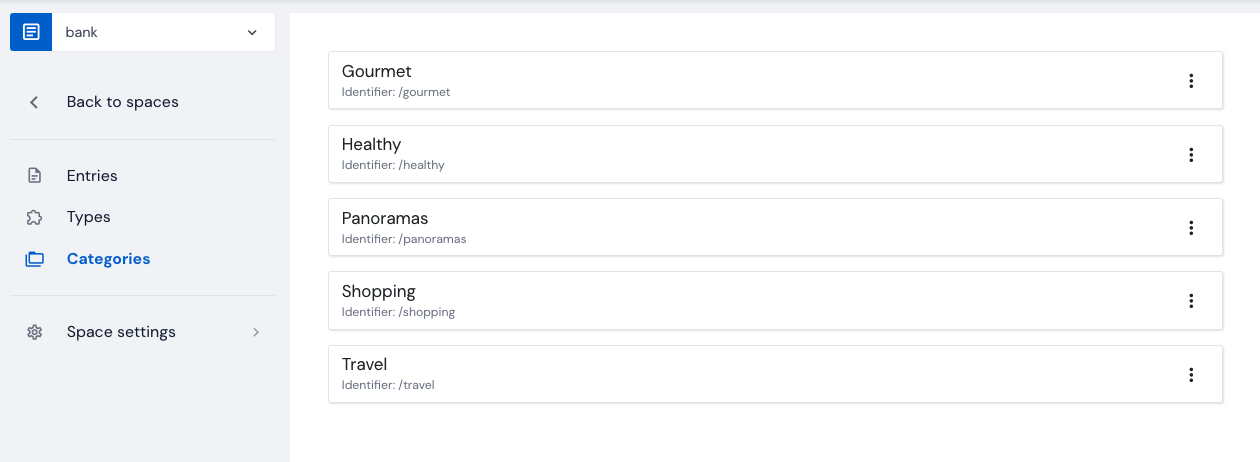 bank
Back to spaces
Entries
Types
Categories
Space settings
Gourmet
Identifier: /gourmet
Healthy
Identifier: /healthy
Panoramas
Identifier: /panoramas
Shopping
Identifier: /shopping
Travel
Identifier: /travel